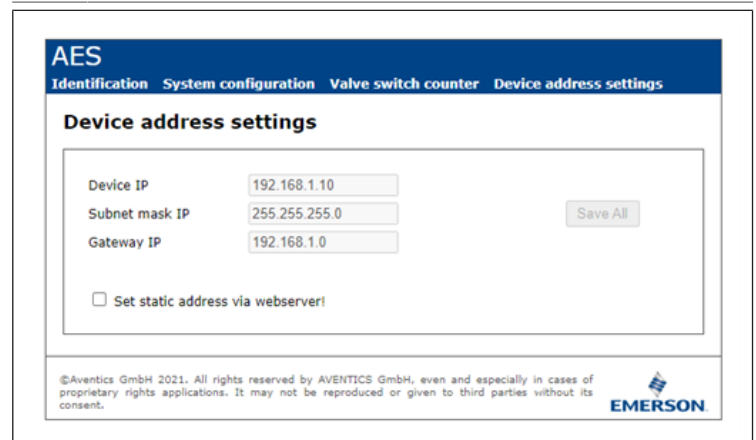 AES
Identification System configuration Valve switch counter Device address settings
Device address settings
Device IP 192.168.1.10
Subnet mask IP 255.255.255.0 Save All
Gateway IP 192.168.1.0
Set static address via webserver!
©Aventics GmbH 2021. All rights reserved by AVENTICS GmbH, even and especially in cases of
proprietary rights applications. It may not be reproduced or given to third parties without its
consent.
EMERSON.